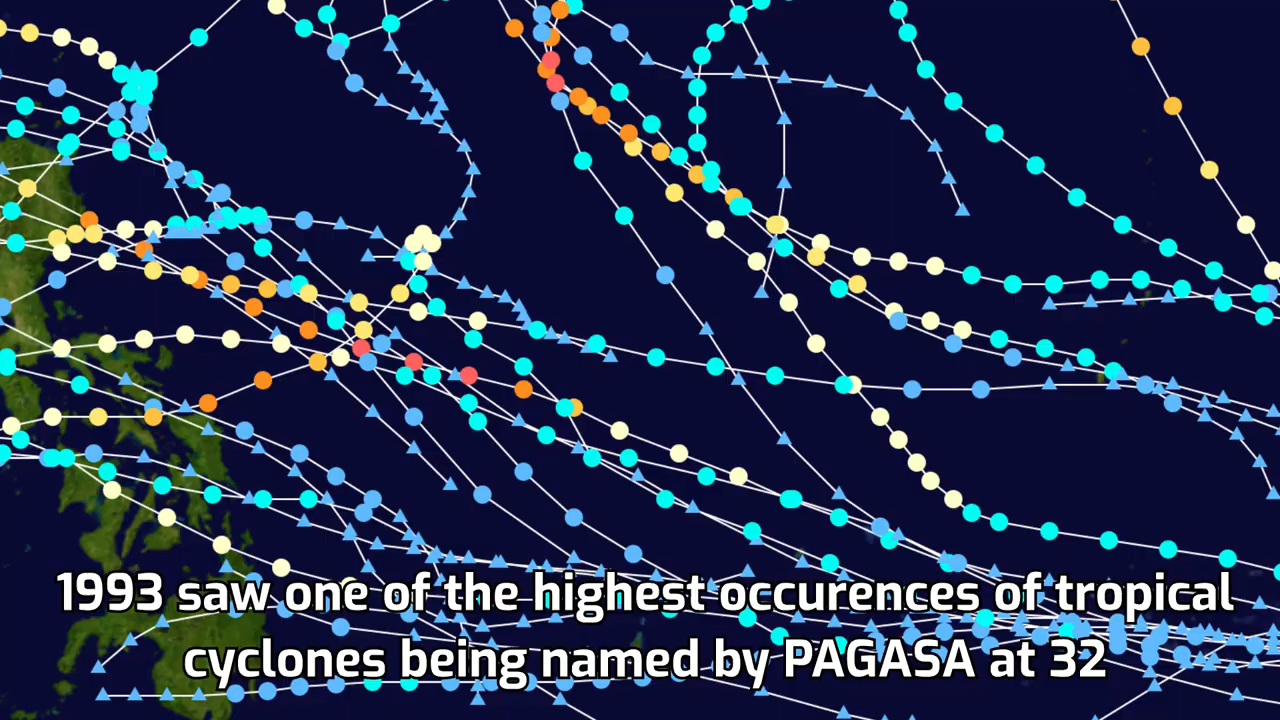 1993 saw one of the highest occurences of tropical
cyclones being named by PAGASA at 32